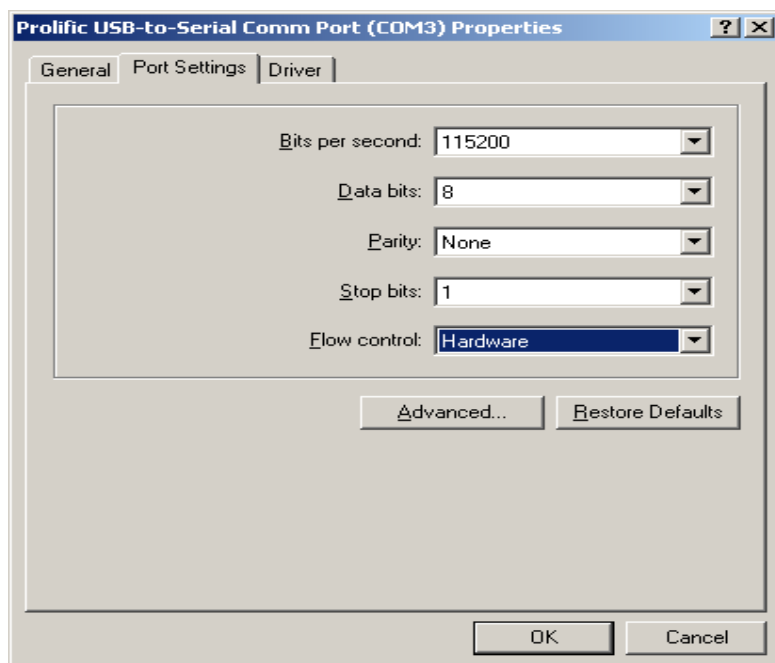 Prolific USB-to-Serial Comm Port (COM3) Properties
General Port Settings Driver
Bits per second: 115200
Data bits: 8
Parity: None
Stop bits: 1
Flow control: Hardware
Advanced... Restore Defaults
OK Cancel